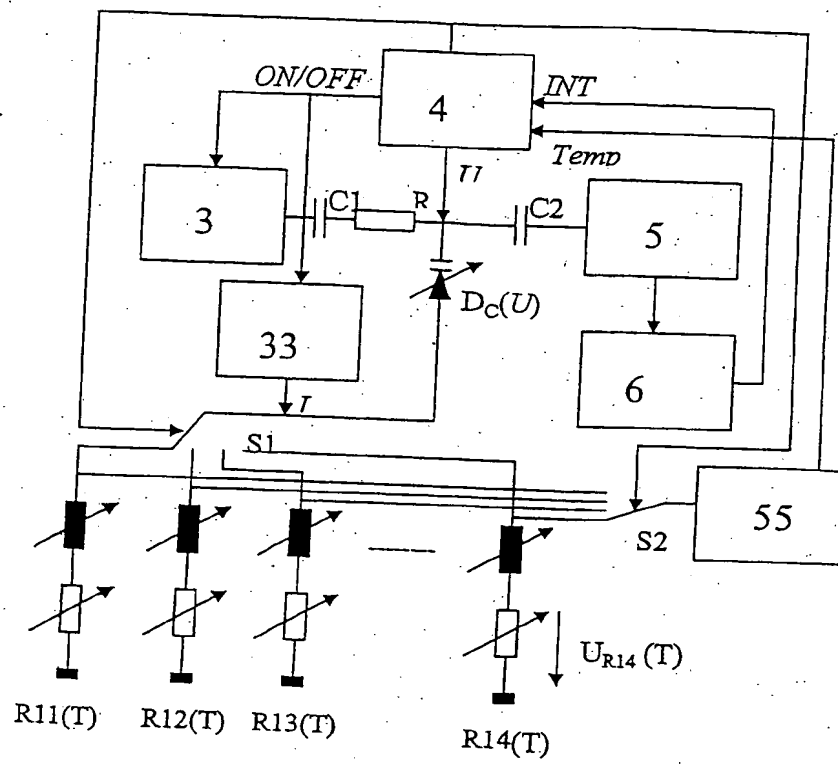 ON/OFF
4
INT
Temp
U
3
C1
R
C2
5
D_C(U)
33
6
I
S1
55
S2
U_R14 (T)
R11(T)
R12(T)
R13(T)
R14(T)